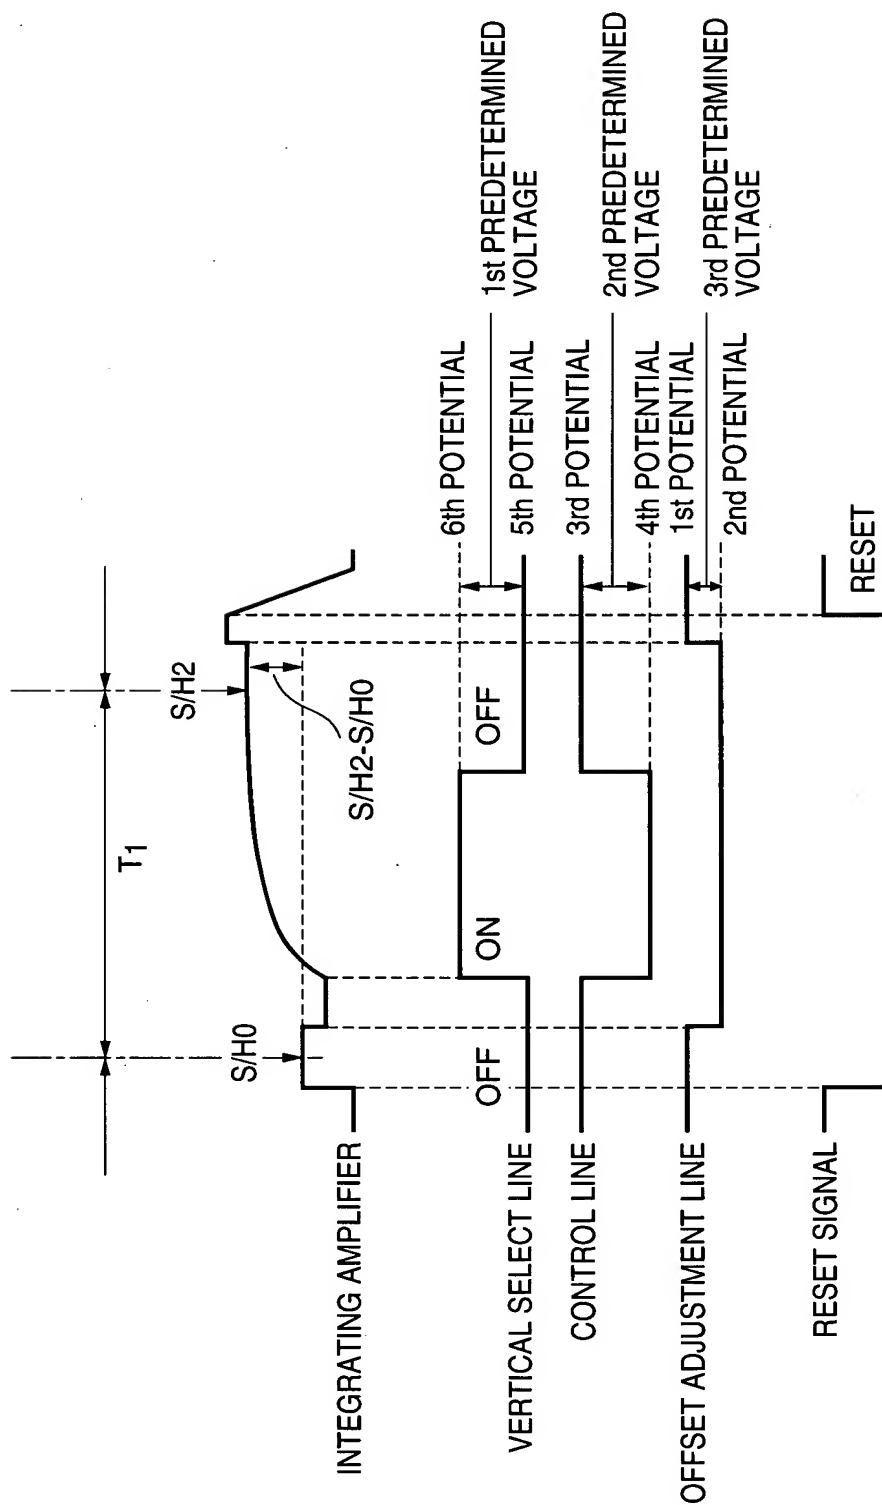 T1
S/H0
S/H2
S/H2-S/H0
INTEGRATING AMPLIFIER
OFF
ON
OFF
6th POTENTIAL
1st PREDETERMINED
VOLTAGE
VERTICAL SELECT LINE
5th POTENTIAL
CONTROL LINE
3rd POTENTIAL
2nd PREDETERMINED
VOLTAGE
4th POTENTIAL
OFFSET ADJUSTMENT LINE
1st POTENTIAL
3rd PREDETERMINED
VOLTAGE
2nd POTENTIAL
RESET SIGNAL
RESET